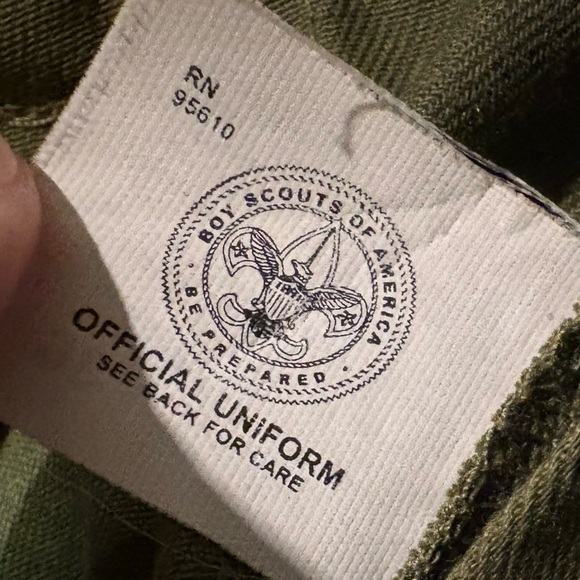 RN
95610
BOY SCOUTS OF AMERICA
BE PREPARED
OFFICIAL UNIFORM
SEE BACK FOR CARE